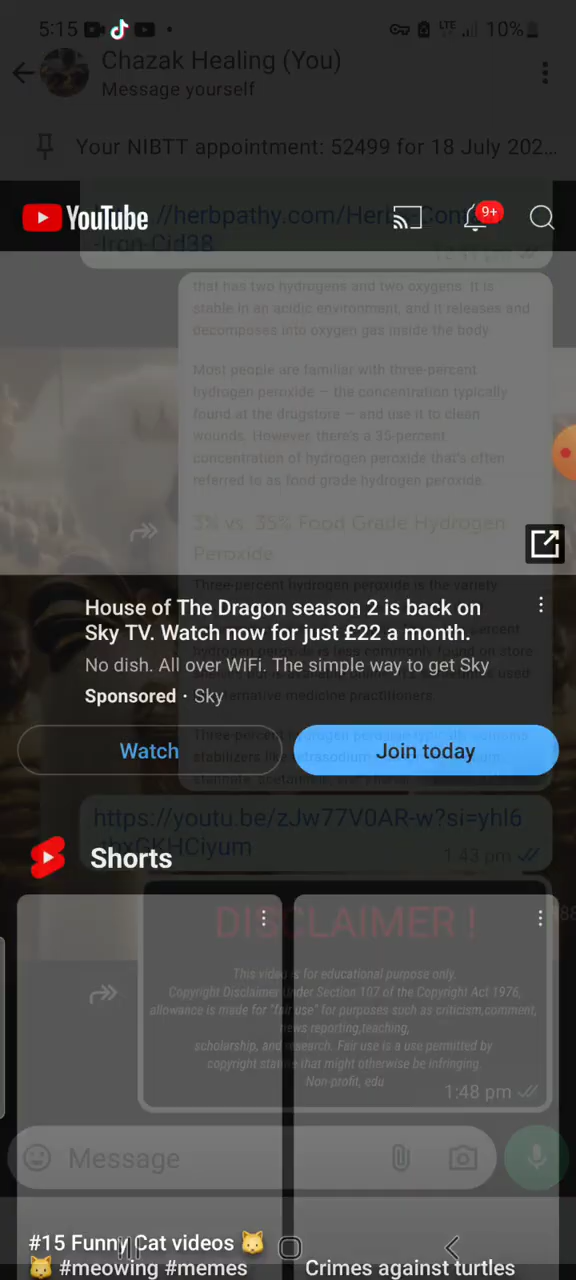 5:15
LTE
10%
Chazak Healing (You)
Message yourself
Your NIBTT appointment: 52499 for 18 July 202...
YouTube
9+
//herbpathy.com/Herbs-Cont
-Iron-Cid38
that has two hydrogens and two oxygens. It is
stable in an acidic environment, and it releases and
decomposes into oxygen gas inside the body.
Most people are familiar with three-percent
hydrogen peroxide — the concentration typically
found at the drugstore — and use it to clean
wounds. However, there's a 35-percent
concentration of hydrogen peroxide that's often
referred to as food grade hydrogen peroxide.
3% vs. 35% Food Grade Hydrogen
Peroxide
Three-percent hydrogen peroxide is the variety
House of The Dragon season 2 is back on
Sky TV. Watch now for just £22 a month.
No dish. All over WiFi. The simple way to get Sky
Sponsored · Sky
alternative medicine practitioners
Watch
Join today
https://youtu.be/zJw77V0AR-w?si=yhI6
1:43 pm
Shorts
DISCLAIMER !
This video is for educational purpose only.
Copyright Disclaimer Under Section 107 of the Copyright Act 1976,
allowance is made for "fair use" for purposes such as criticism,comment,
news reporting,teaching,
scholarship, and research. Fair use is a use permitted by
copyright statue that might otherwise be infringing.
Non-profit, edu
1:48 pm
Message
#15 Funny Cat videos 🐱
🐱 #meowing #memes
Crimes against turtles